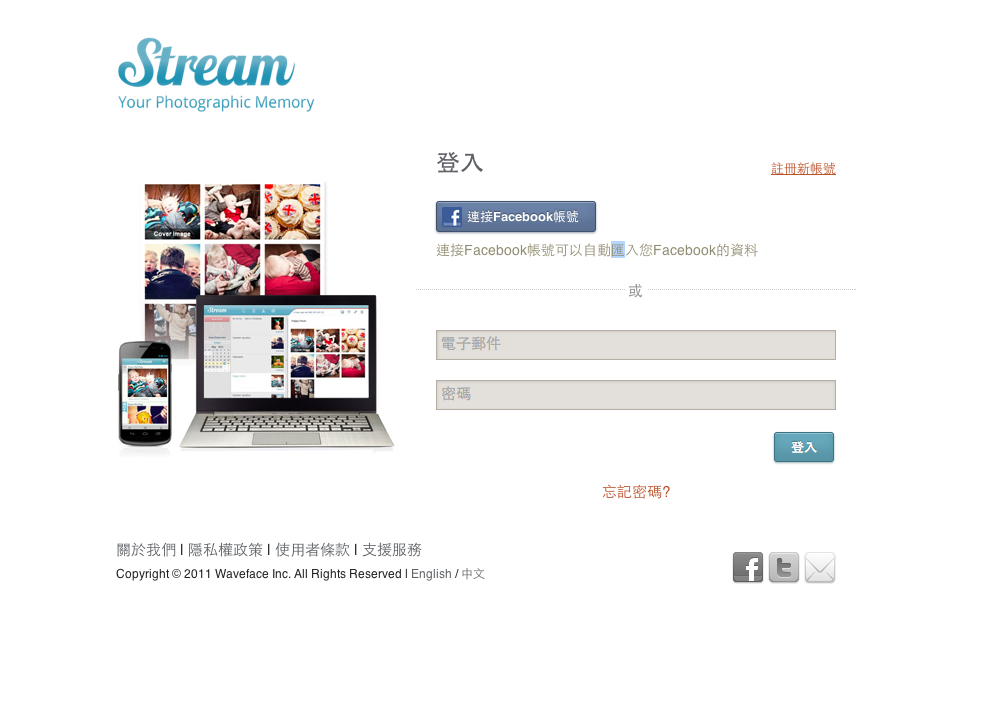 Stream
Your Photographic Memory
登入
註冊新帳號
連接Facebook帳號
連接Facebook帳號可以自動匯入您Facebook的資料
Cover Image
或
電子郵件
密碼
登入
忘記密碼?
關於我們 | 隱私權政策 | 使用者條款 | 支援服務
Copyright © 2011 Waveface Inc. All Rights Reserved | English / 中文